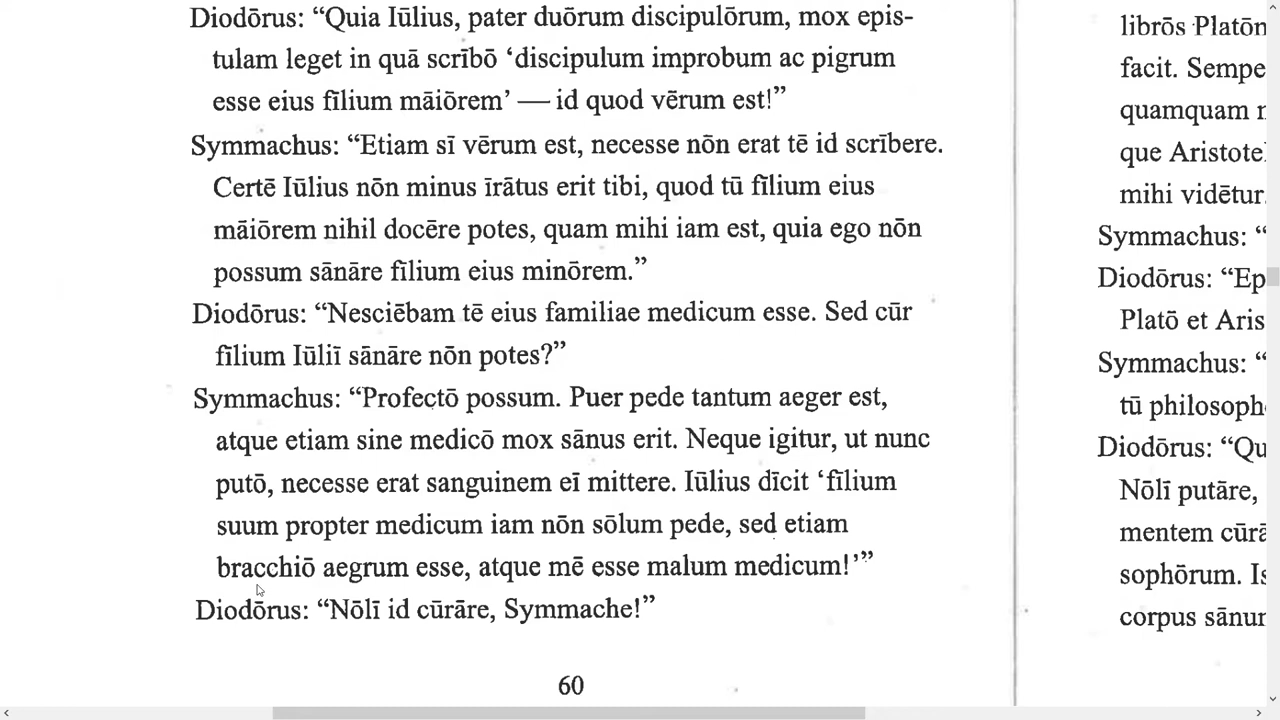 Diodōrus: “Quia Iūlius, pater duōrum discipulōrum, mox epis-
tulam leget in quā scrībō ‘discipulum improbum ac pigrum
esse eius fīlium māiōrem’ — id quod vērum est!”
Symmachus: “Etiam sī vērum est, necesse nōn erat tē id scrībere.
Certē Iūlius nōn minus īrātus erit tibi, quod tū fīlium eius
māiōrem nihil docēre potes, quam mihi iam est, quia ego nōn
possum sānāre fīlium eius minōrem.”
Diodōrus: “Nesciēbam tē eius familiae medicum esse. Sed cūr
fīlium Iūliī sānāre nōn potes?”
Symmachus: “Profectō possum. Puer pede tantum aeger est,
atque etiam sine medicō mox sānus erit. Neque igitur, ut nunc
putō, necesse erat sanguinem eī mittere. Iūlius dīcit ‘fīlium
suum propter medicum iam nōn sōlum pede, sed etiam
bracchiō aegrum esse, atque mē esse malum medicum!’”
Diodōrus: “Nōlī id cūrāre, Symmache!”
60
librōs Platōn
facit. Sempe
quamquam n
que Aristotel
mihi vidētur.
Symmachus: “
Diodōrus: “Ep
Platō et Aris
Symmachus: “
tū philosoph
Diodōrus: “Qu
Nōlī putāre,
mentem cūrā
sophōrum. Is
corpus sānur